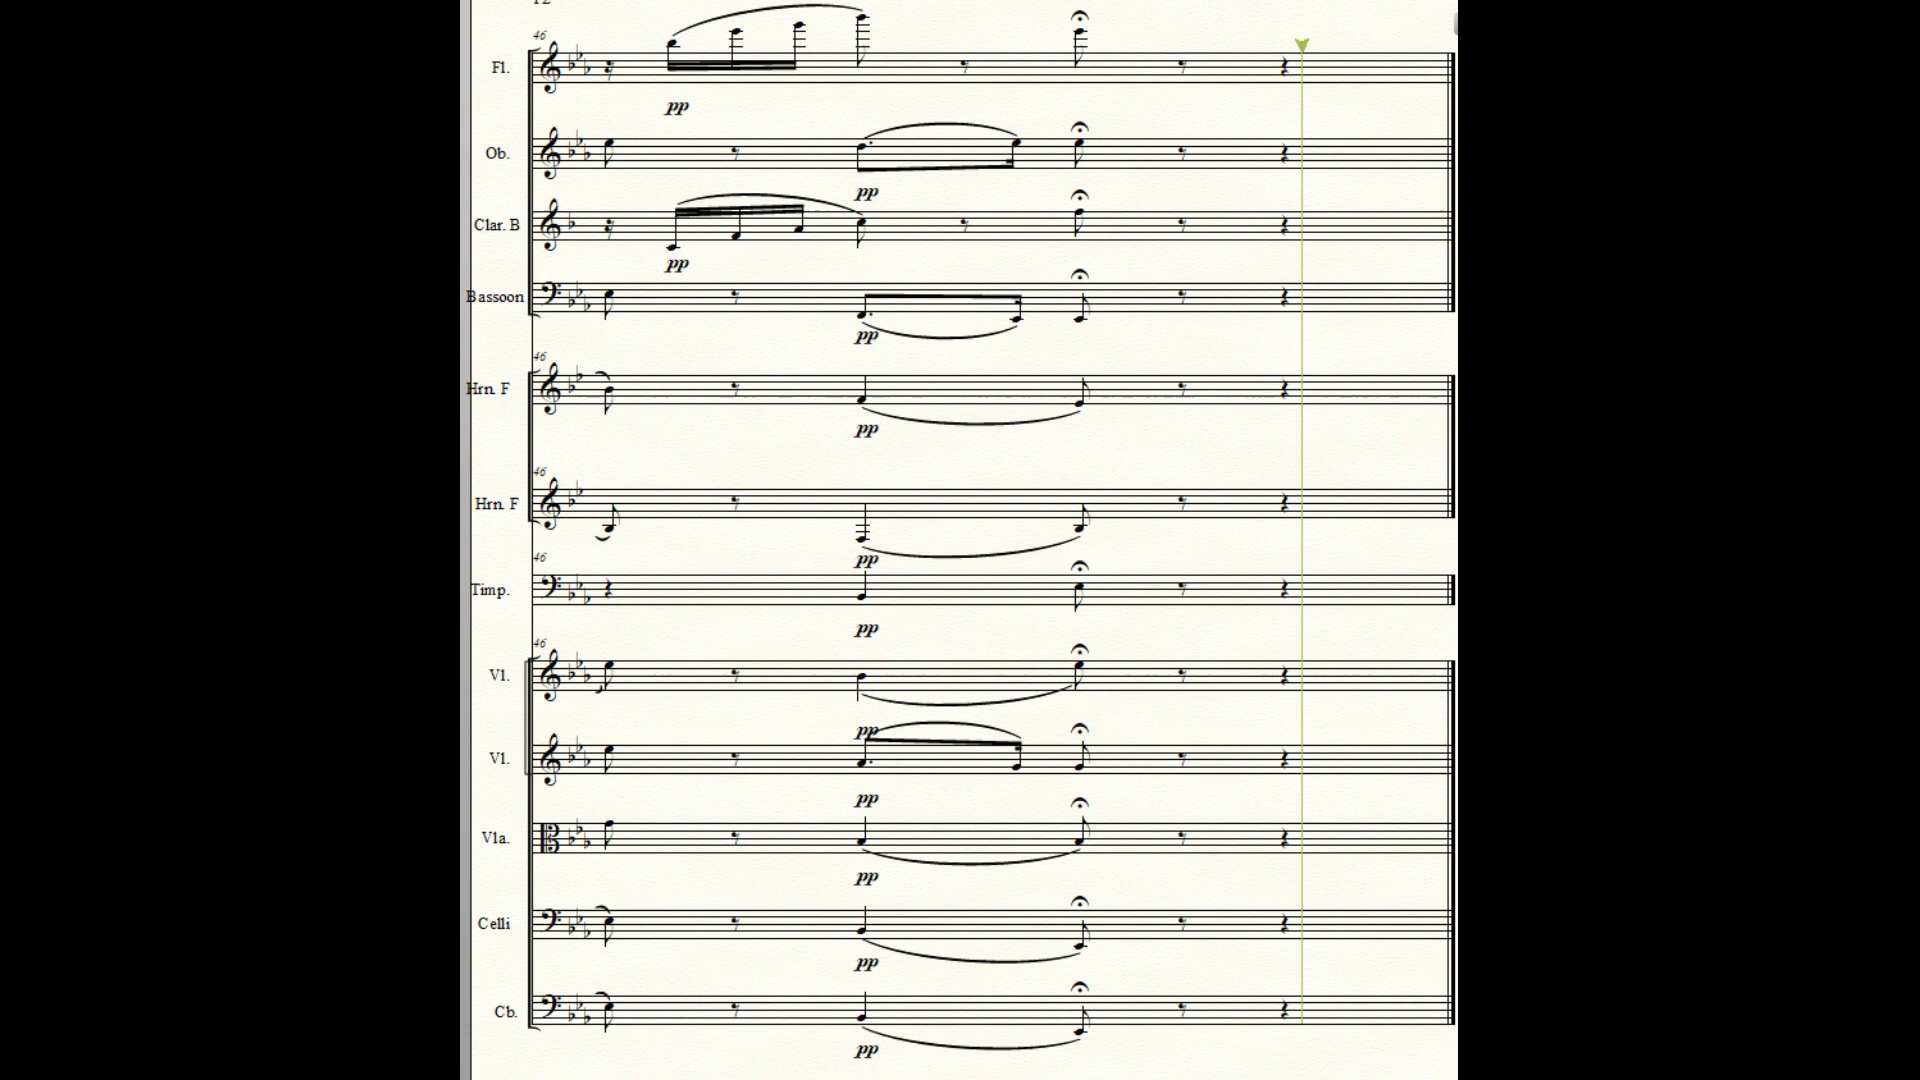 12
46
Fl.
pp
Ob.
pp
Clar. B
pp
Bassoon
pp
46
Hrn. F
pp
46
Hrn. F
pp
46
Timp.
pp
46
Vl.
pp
Vl.
pp
Vla.
pp
Celli
pp
Cb.
pp